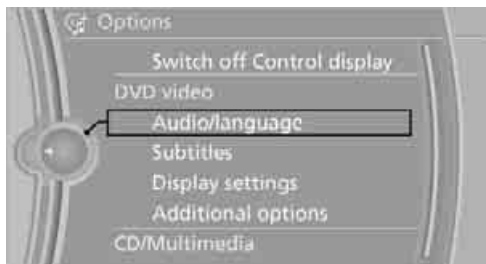 Options
Switch off Control display
DVD video
Audio/language
Subtitles
Display settings
Additional options
CD/Multimedia